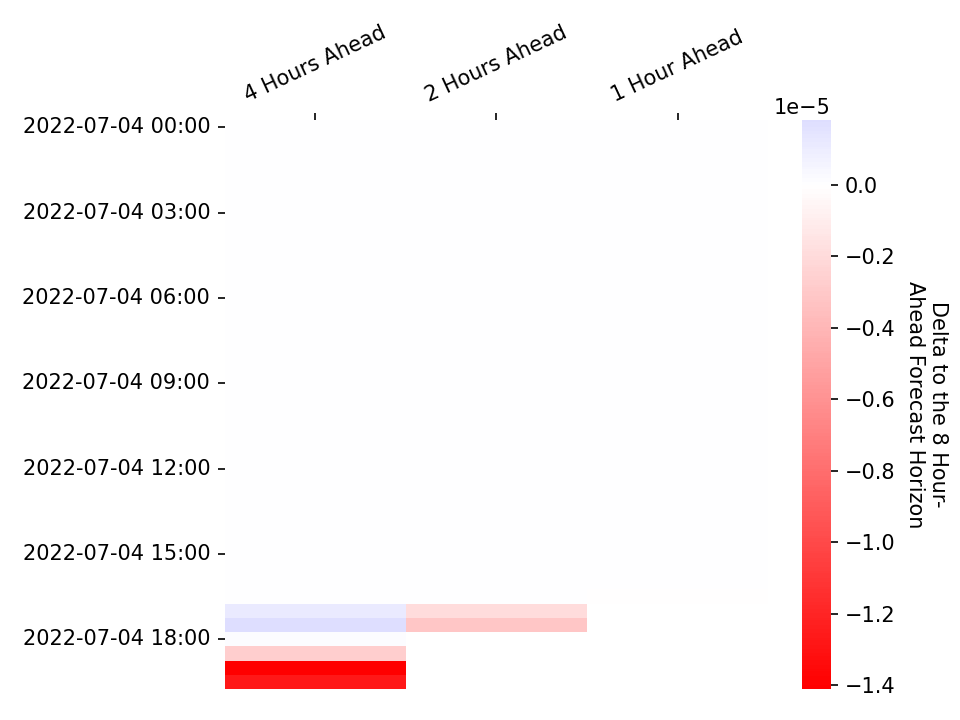 4 Hours Ahead
2 Hours Ahead
1 Hour Ahead
1e−5
2022-07-04 00:00
2022-07-04 03:00
2022-07-04 06:00
2022-07-04 09:00
2022-07-04 12:00
2022-07-04 15:00
2022-07-04 18:00
0.0
−0.2
−0.4
−0.6
−0.8
−1.0
−1.2
−1.4
Delta to the 8 Hour-
Ahead Forecast Horizon